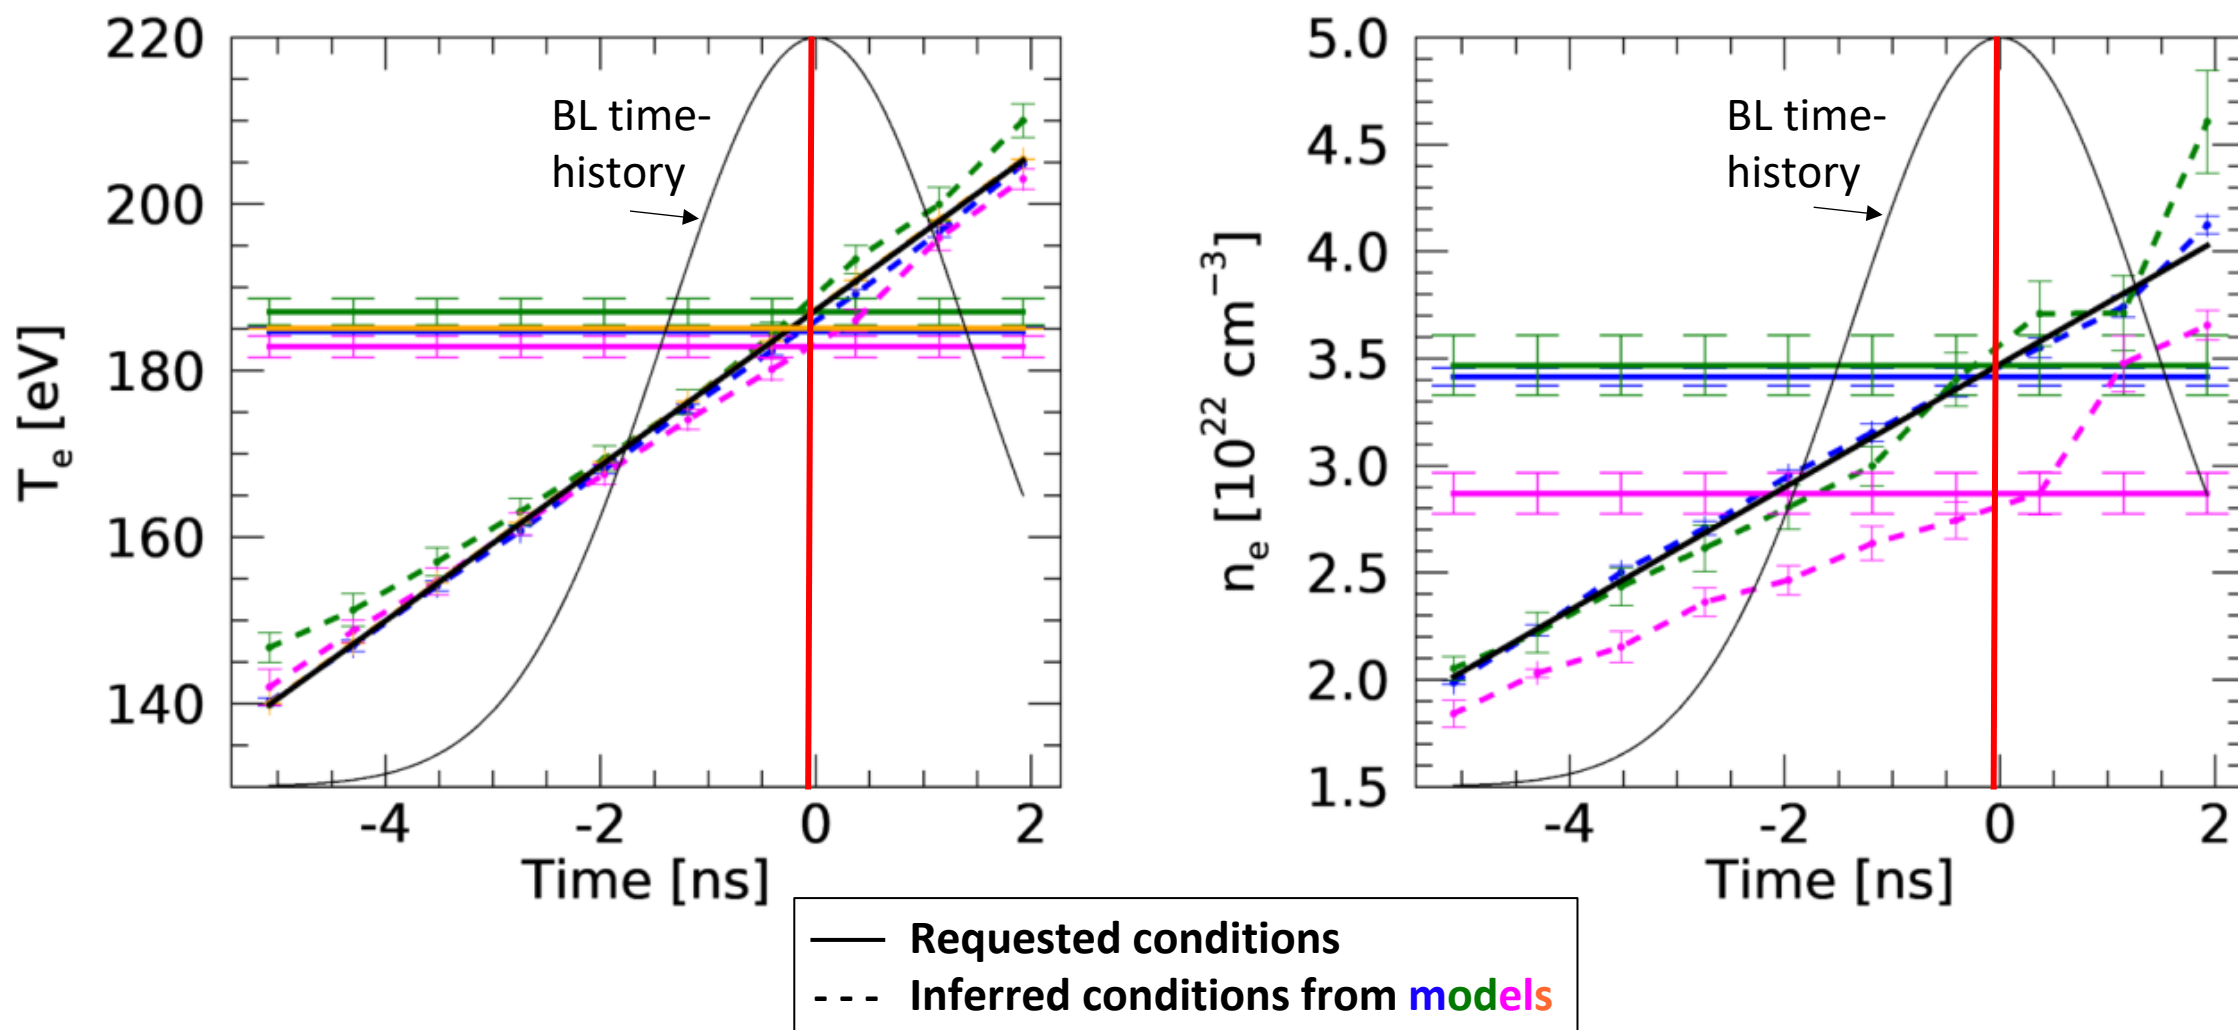 220
200
180
160
140
T_e [eV]
BL time-
history
-4 -2 0 2
Time [ns]
5.0
4.5
4.0
3.5
3.0
2.5
2.0
1.5
n_e [10^22 cm^−3]
BL time-
history
-4 -2 0 2
Time [ns]
Requested conditions
Inferred conditions from models